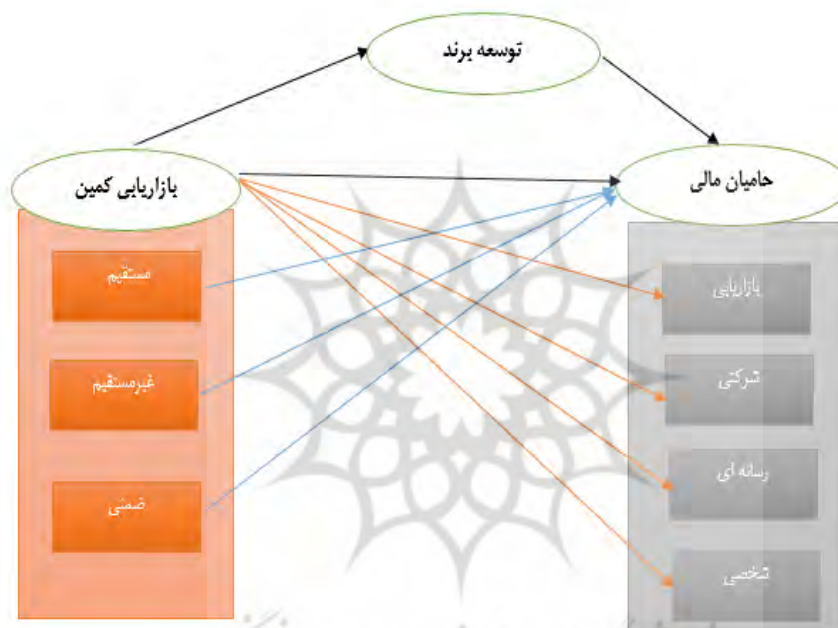 توسعه برند
حامیان مالی
بازاریابی کمین
بازاریابی
شرکتی
رسانه ای
شخصی
مستقیم
غیرمستقیم
ضمنی